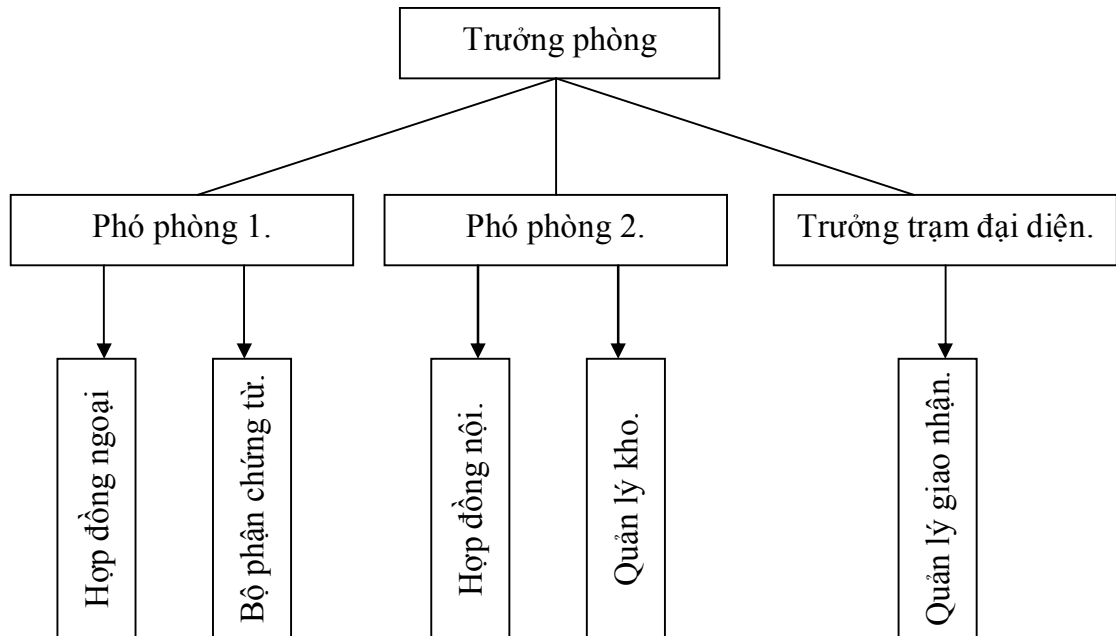 Trưởng phòng
Phó phòng 1.
Phó phòng 2.
Trưởng trạm đại diện.
Hợp đồng ngoại
Bộ phận chứng từ.
Hợp đồng nội.
Quản lý kho.
Quản lý giao nhận.